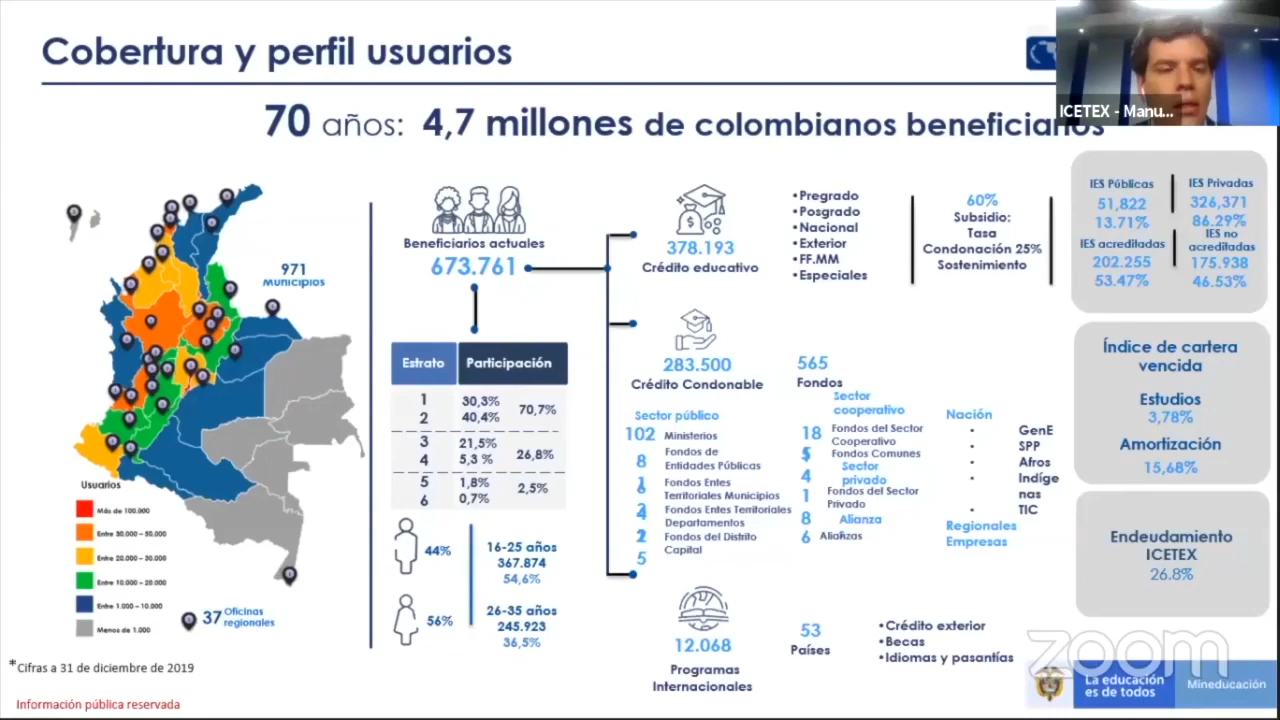 Cobertura y perfil usuarios
ICETEX - Manu...
70 años: 4,7 millones de colombianos beneficiarios
971
Municipios
Usuarios
Más de 100.000
Entre 30.000 – 50.000
Entre 20.000 – 30.000
Entre 10.000 – 20.000
Entre 1.000 – 10.000
Menos de 1.000
37 Oficinas
regionales
*Cifras a 31 de diciembre de 2019
Información pública reservada
Beneficiarios actuales
673.761
Estrato Participación
1 30,3%
2 40,4%
70,7%
3 21,5%
4 5,3 %
26,8%
5 1,8%
6 0,7%
2,5%
44%
56%
16-25 años
367.874
54,6%
26-35 años
245.923
36,5%
378.193
Crédito educativo
•Pregrado
•Posgrado
•Nacional
•Exterior
•FF.MM
•Especiales
60%
Subsidio:
Tasa
Condonación 25%
Sostenimiento
283.500
Crédito Condonable
565
Fondos
Sector público
102 Ministerios
8 Fondos de
Entidades Públicas
Fondos Entes
Territoriales Municipios
Fondos Entes Territoriales
Departamentos
Fondos del Distrito
Capital
5
Sector
cooperativo
18 Fondos del Sector
Cooperativo
Fondos Comunes
4 Sector
privado
1 Fondos del Sector
Privado
8 Alianza
6 Alianzas
Nación
• GenE
• SPP
• Afros
• Indíge
nas
• TIC
Regionales
Empresas
12.068
Programas
Internacionales
53
Países
•Crédito exterior
•Becas
•Idiomas y pasantías
IES Públicas
51,822
13.71%
IES Privadas
326,371
86.29%
IES acreditadas
202.255
53.47%
IES no
acreditadas
175.938
46.53%
Índice de cartera
vencida
Estudios
3,78%
Amortización
15,68%
Endeudamiento
ICETEX
26.8%
zoom
La educación
es de todos
Mineducación